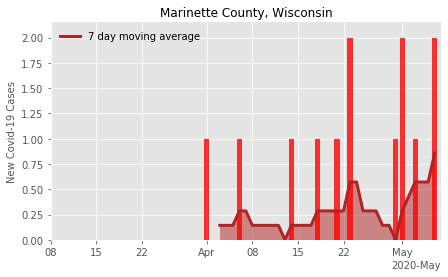 Marinette County, Wisconsin
7 day moving average
New Covid-19 Cases
2.00
1.75
1.50
1.25
1.00
0.75
0.50
0.25
0.00
08 15 22 Apr 08 15 22 May
2020-May